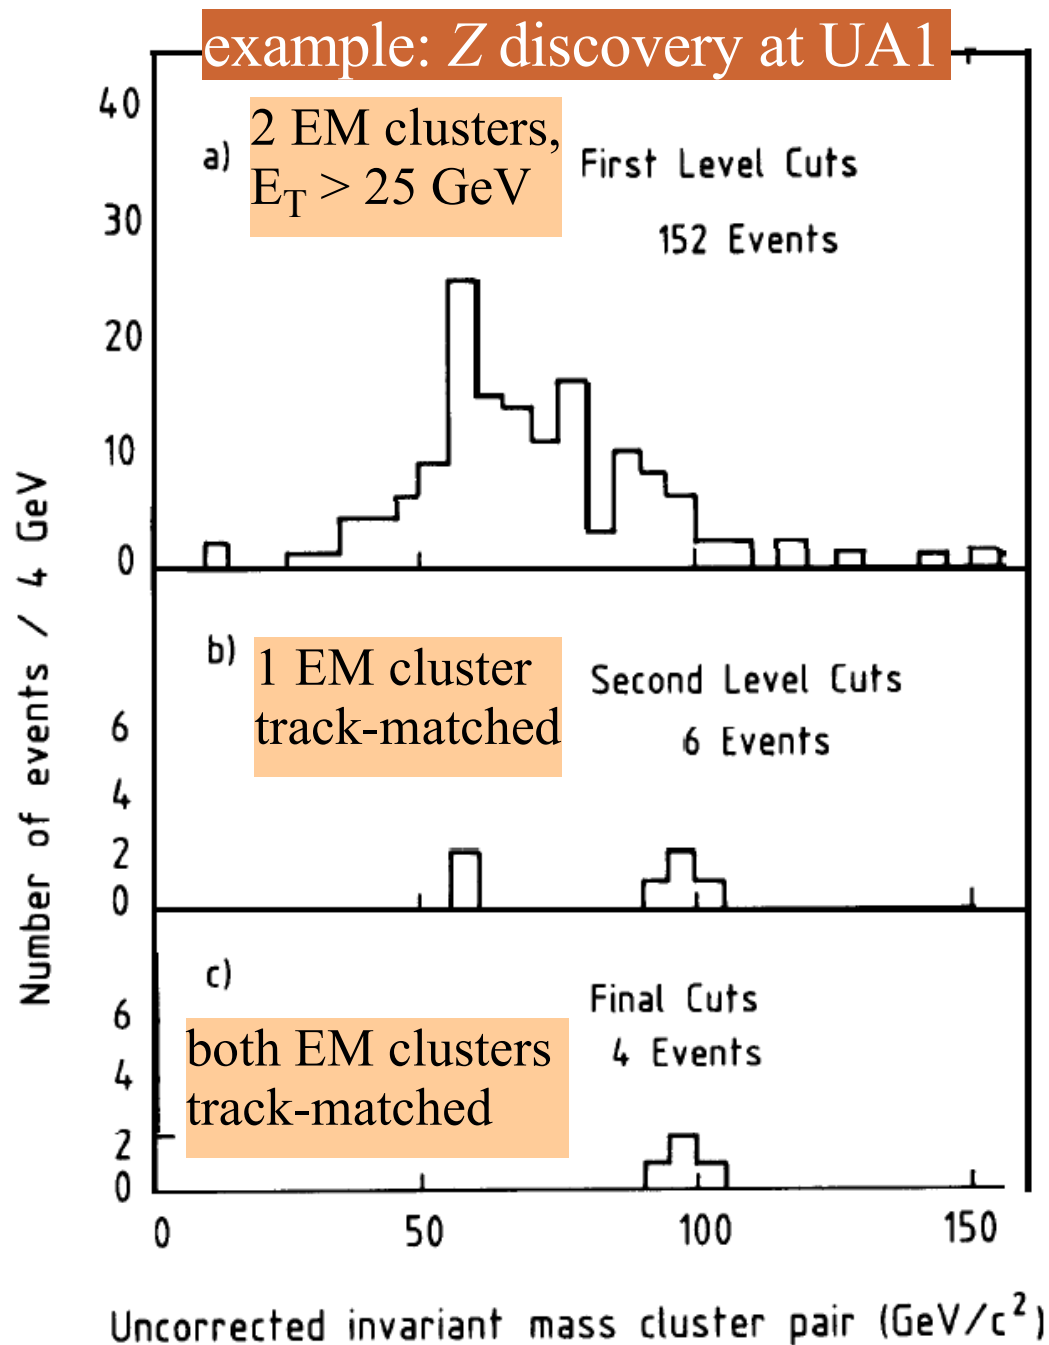 example: Z discovery at UA1
40
a)
2 EM clusters,
E_T > 25 GeV
First Level Cuts
152 Events
30
20
10
0
b)
1 EM cluster
track-matched
Second Level Cuts
6 Events
6
4
2
0
c)
both EM clusters
track-matched
Final Cuts
4 Events
6
4
2
0
0 50 100 150
Uncorrected invariant mass cluster pair (GeV/c²)
Number of events / 4 GeV